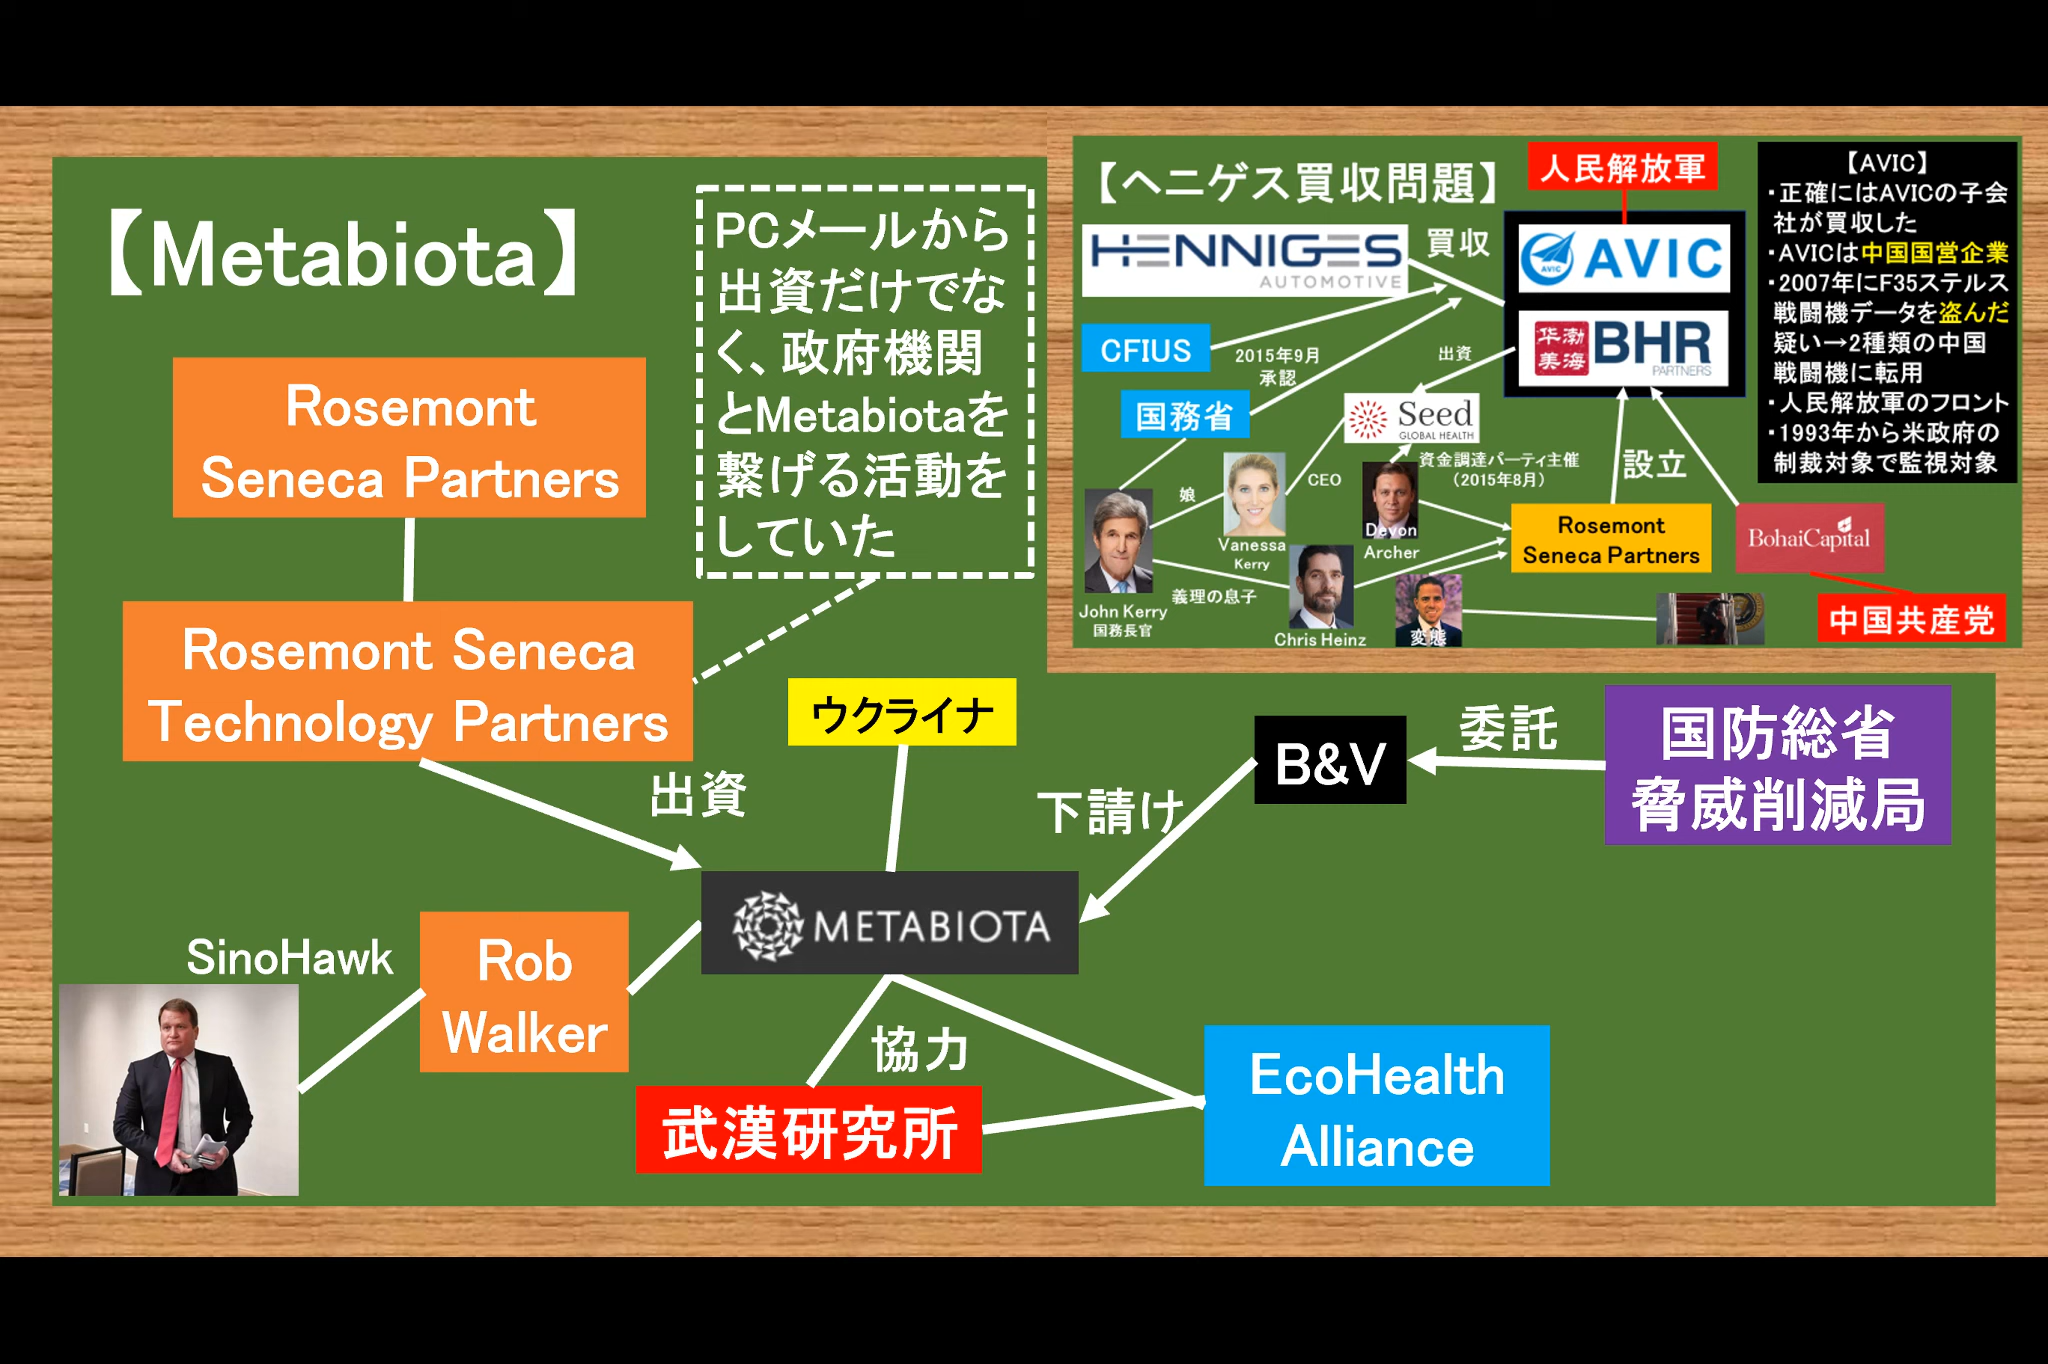 【Metabiota】
PCメールから
出資だけでな
く、政府機関
とMetabiotaを
繋げる活動を
していた
Rosemont
Seneca Partners
Rosemont Seneca
Technology Partners
出資
ウクライナ
下請け
B&V
委託
国防総省
脅威削減局
METABIOTA
SinoHawk
Rob
Walker
協力
武漢研究所
EcoHealth
Alliance
【ヘニゲス買収問題】
人民解放軍
HENNIGES
AUTOMOTIVE
買収
AVIC
AVIC
CFIUS
2015年9月
承認
出資
华渤
美海
BHR
PARTNERS
国務省
Seed
GLOBAL HEALTH
資金調達パーティ主催
（2015年8月）
設立
娘
CEO
Vanessa
Kerry
Devon
Archer
Rosemont
Seneca Partners
BohaiCapital
John Kerry
国務長官
義理の息子
Chris Heinz
変態
中国共産党
【AVIC】
・正確にはAVICの子会
社が買収した
・AVICは中国国営企業
・2007年にF35ステルス
戦闘機データを盗んだ
疑い→2種類の中国
戦闘機に転用
・人民解放軍のフロント
・1993年から米政府の
制裁対象で監視対象